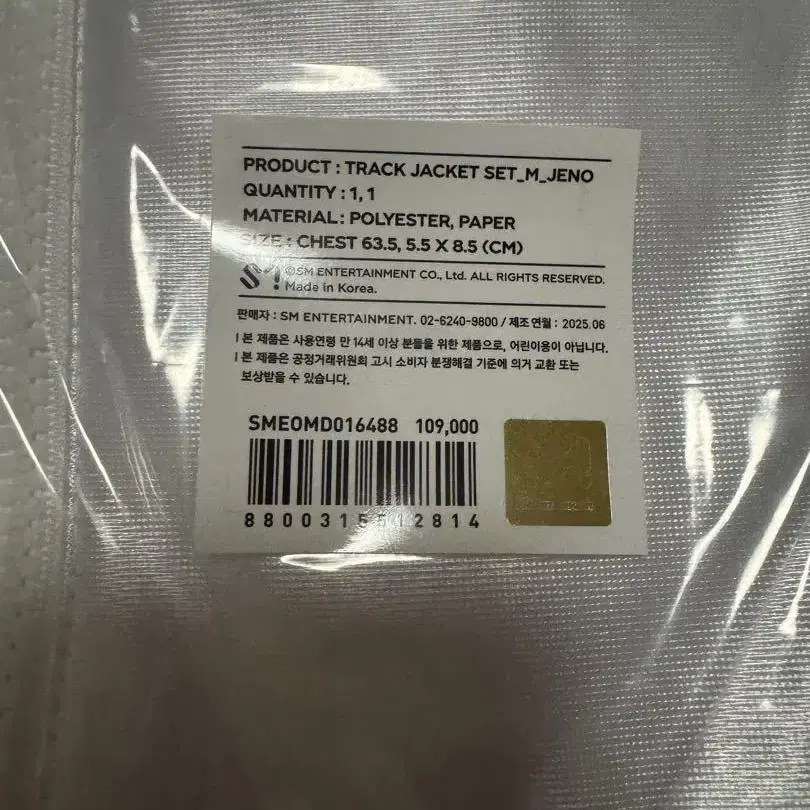 PRODUCT : TRACK JACKET SET_M_JENO
QUANTITY : 1, 1
MATERIAL : POLYESTER, PAPER
SIZE : CHEST 63.5, 5.5 X 8.5 (CM)
SM ©SM ENTERTAINMENT CO., Ltd. ALL RIGHTS RESERVED.
Made in Korea.
판매자 : SM ENTERTAINMENT. 02-6240-9800 / 제조연월 : 2025.06
| 본 제품은 사용연령 만 14세 이상 분들을 위한 제품으로, 어린이용이 아닙니다.
| 본 제품은 공정거래위원회 고시 소비자 분쟁해결 기준에 의거 교환 또는
보상받을 수 있습니다.
SMEOMD016488 109,000
8800315512814